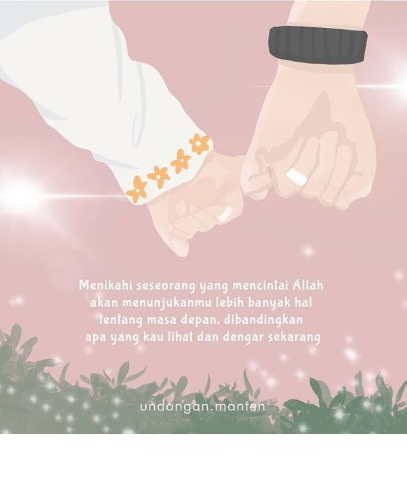 Menikahi seseorang yang mencintai Allah
akan menunjukanmu lebih banyak hal
tentang masa depan, dibandingkan
apa yang kau lihat dan dengar sekarang
undangan.manten